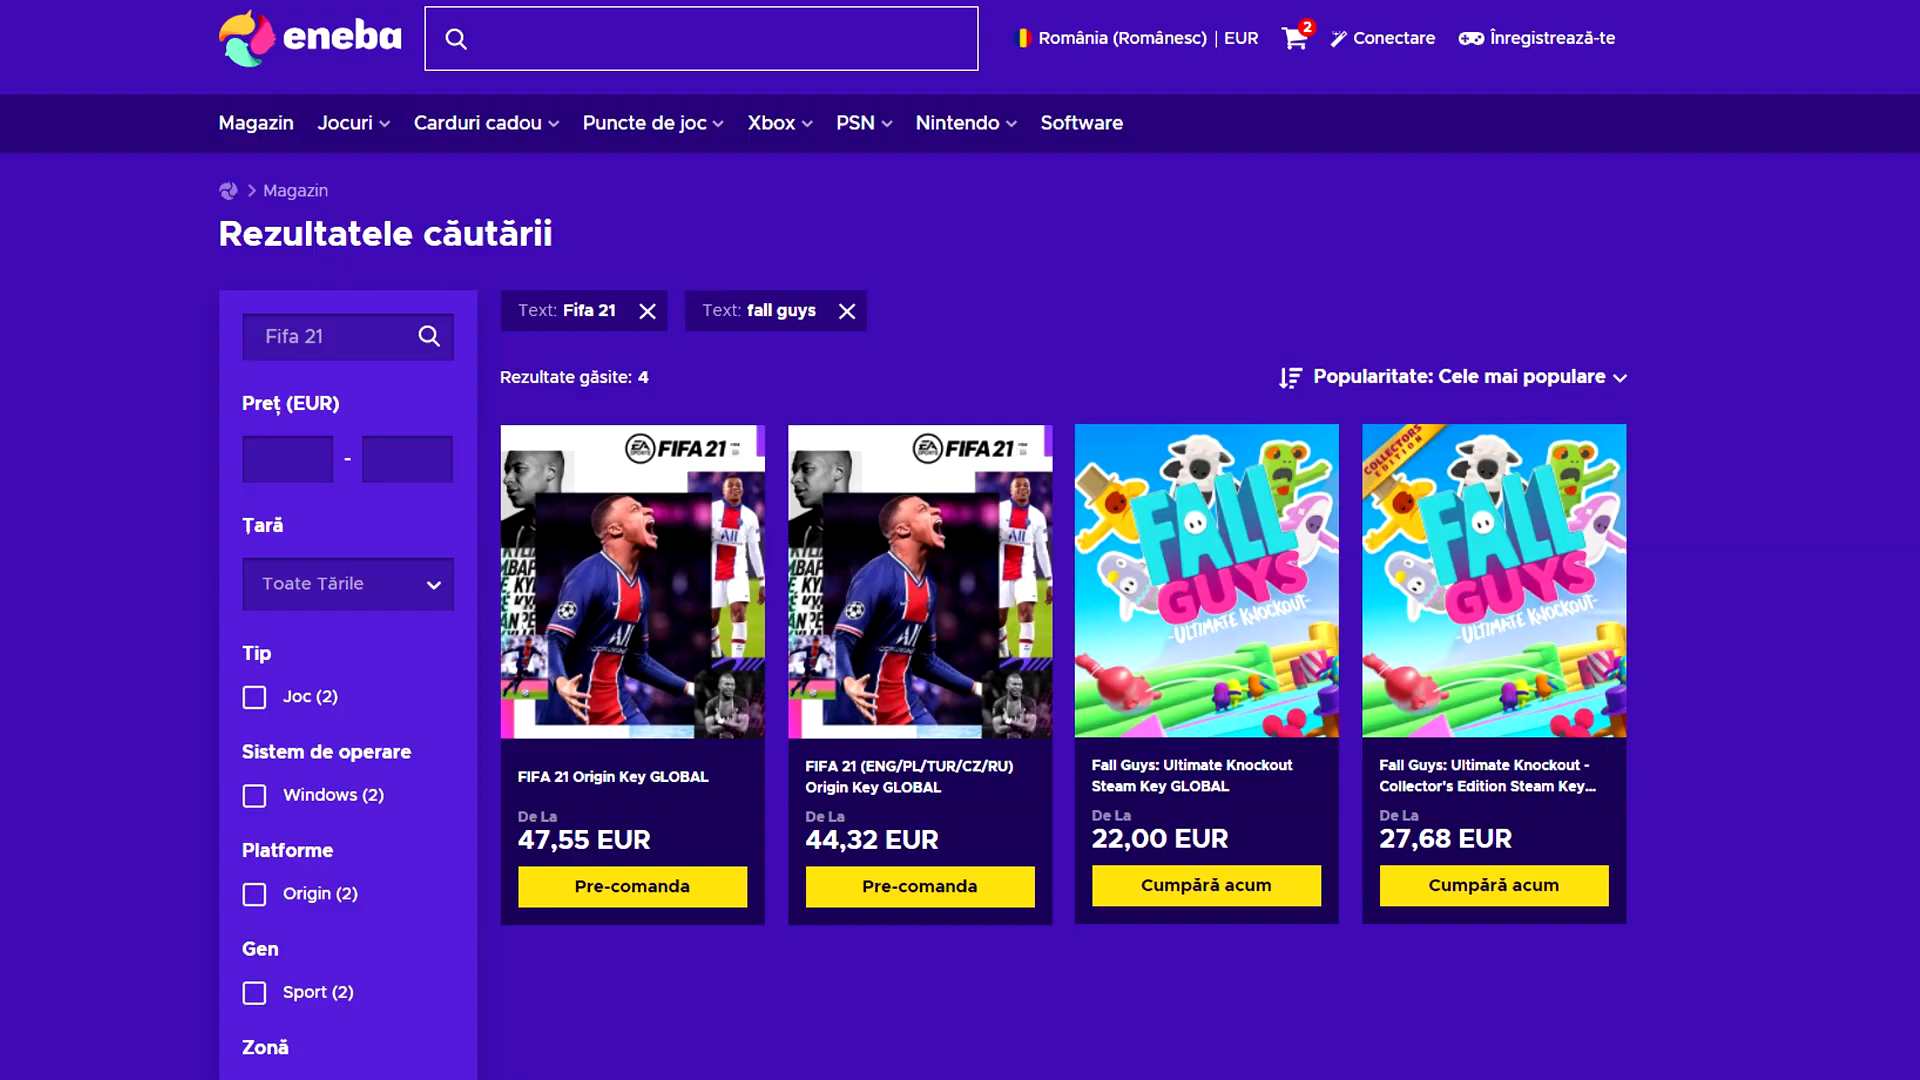 eneba
România (Românesc) | EUR
2
Conectare
Înregistrează-te
Magazin
Jocuri
Carduri cadou
Puncte de joc
Xbox
PSN
Nintendo
Software
Magazin
Rezultatele căutării
Fifa 21
Text: Fifa 21
Text: fall guys
Rezultate găsite: 4
Popularitate: Cele mai populare
Preț (EUR)
-
Țară
Toate Tările
Tip
Joc (2)
Sistem de operare
Windows (2)
Platforme
Origin (2)
Gen
Sport (2)
Zonă
EA SPORTS FIFA 21
FIFA 21 Origin Key GLOBAL
De La
47,55 EUR
Pre-comanda
EA SPORTS FIFA 21
FIFA 21 (ENG/PL/TUR/CZ/RU)
Origin Key GLOBAL
De La
44,32 EUR
Pre-comanda
FALL
GUYS
-ULTIMATE KNOCKOUT-
Fall Guys: Ultimate Knockout
Steam Key GLOBAL
De La
22,00 EUR
Cumpără acum
COLLECTORS
EDITION
FALL
GUYS
-ULTIMATE KNOCKOUT-
Fall Guys: Ultimate Knockout -
Collector's Edition Steam Key...
De La
27,68 EUR
Cumpără acum